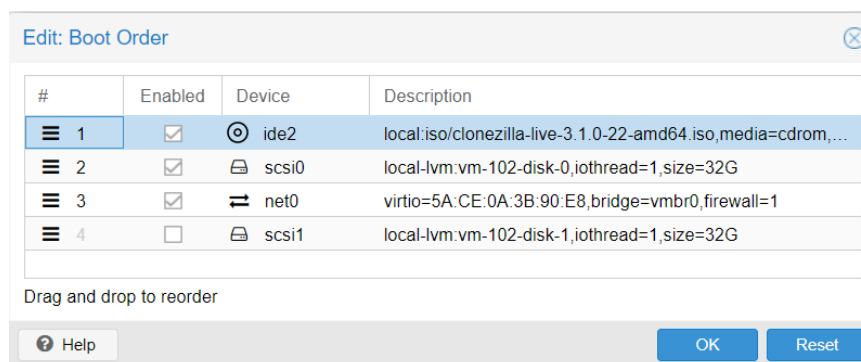 Edit: Boot Order
# Enabled Device Description
1 ide2 local:iso/clonezilla-live-3.1.0-22-amd64.iso,media=cdrom,...
2 scsi0 local-lvm:vm-102-disk-0,iothread=1,size=32G
3 net0 virtio=5A:CE:0A:3B:90:E8,bridge=vmbr0,firewall=1
4 scsi1 local-lvm:vm-102-disk-1,iothread=1,size=32G
Drag and drop to reorder
Help OK Reset